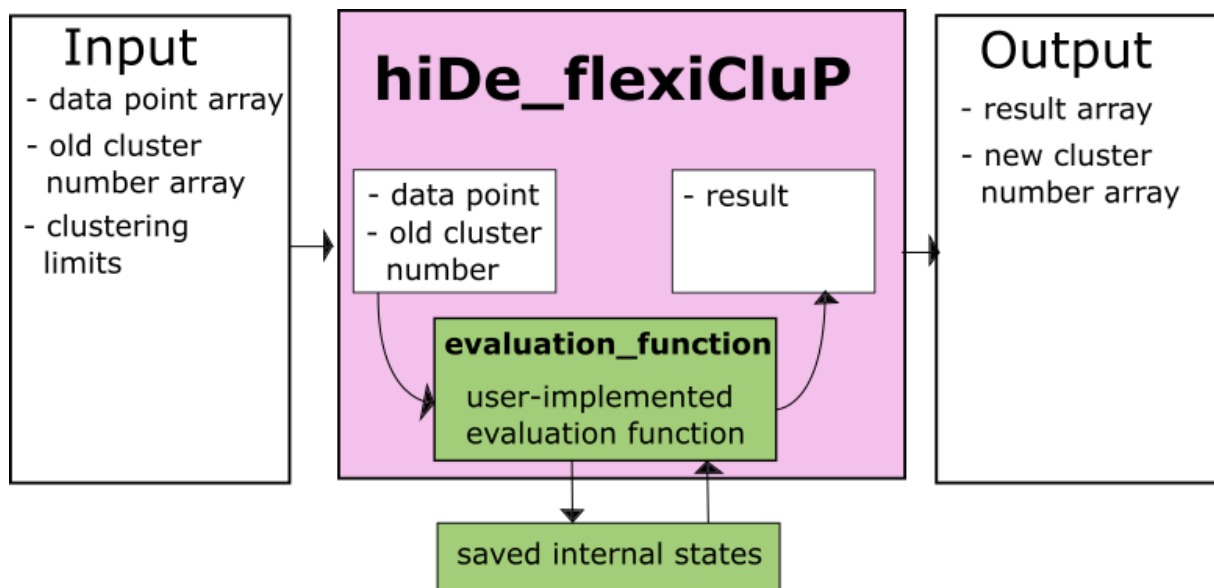 Input
- data point array
- old cluster
number array
- clustering
limits
hiDe_flexiCluP
- data point
- old cluster
number
- result
evaluation_function
user-implemented
evaluation function
saved internal states
Output
- result array
- new cluster
number array